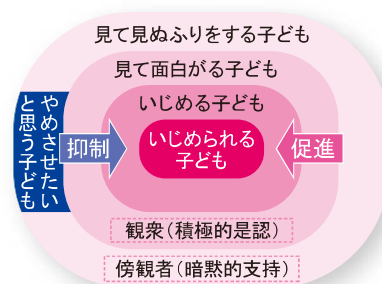 見て見ぬふりをする子ども
見て面白がる子ども
いじめる子ども
いじめられる
子ども
やめさせたい
と思う子ども
抑制
促進
観衆（積極的是認）
傍観者（暗黙的支持）